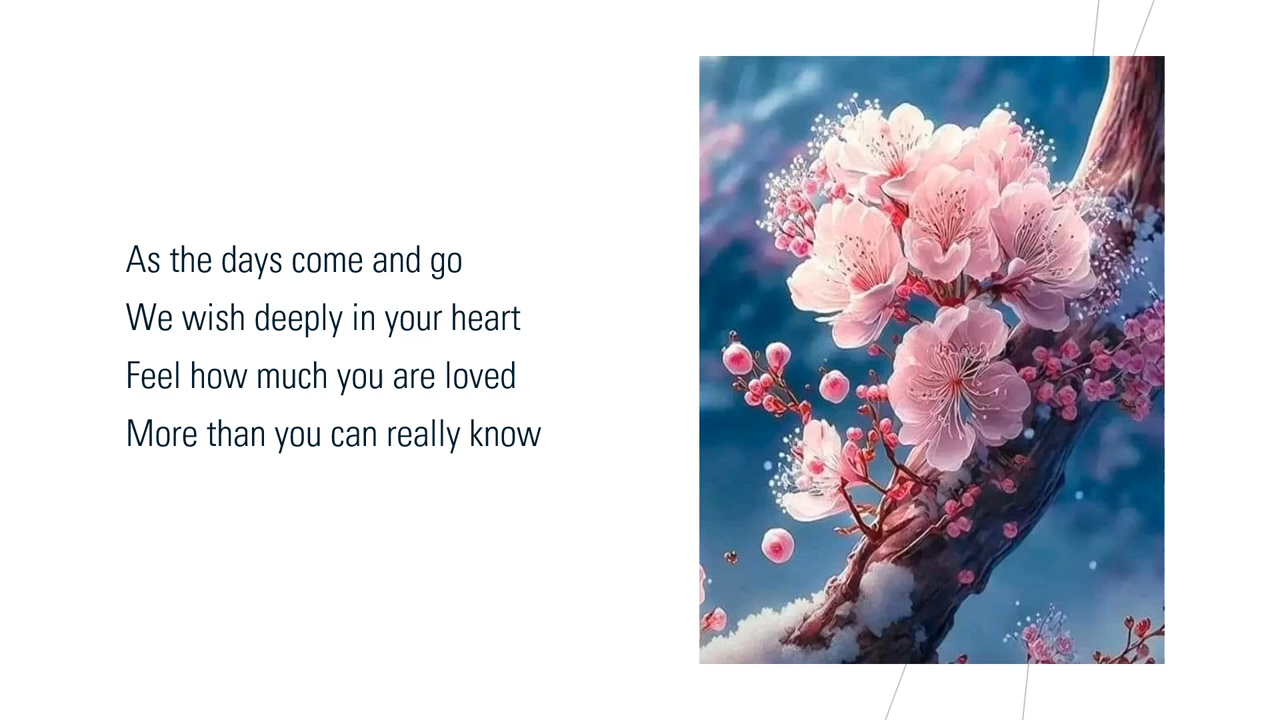 As the days come and go
We wish deeply in your heart
Feel how much you are loved
More than you can really know